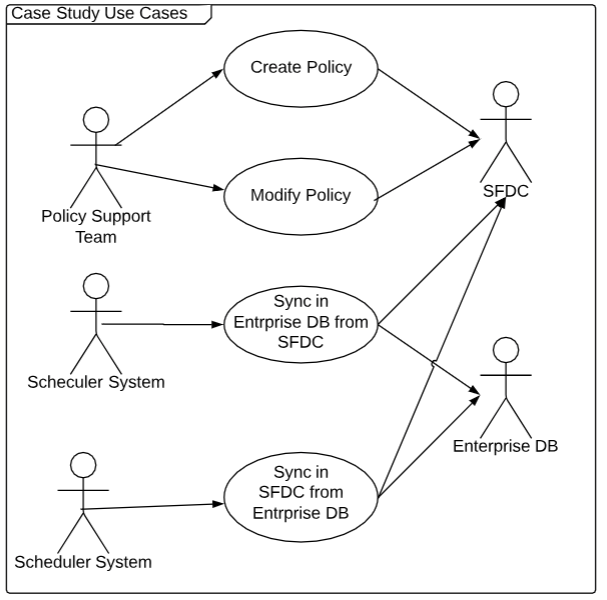 Case Study Use Cases
Create Policy
Modify Policy
SFDC
Policy Support
Team
Sync in
Entrprise DB from
SFDC
Scheculer System
Enterprise DB
Sync in
SFDC from
Entrprise DB
Scheduler System